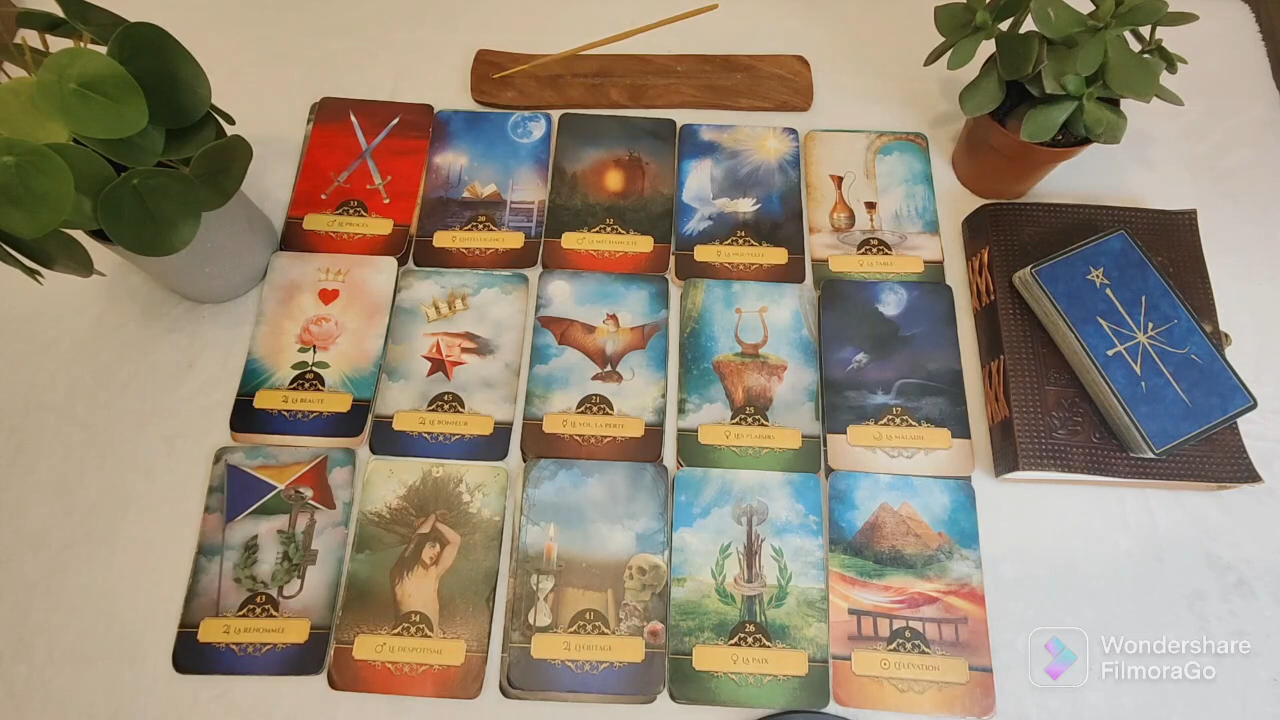 33
♂ LE PROCÈS
20
☿ L'INTELLIGENCE
32
♂ LA MÉCHANCETÉ
24
☿ LA NOUVELLE
30
♀ LA TABLE
40
♃ LA BEAUTÉ
45
♃ LE BONHEUR
21
☿ LE VOL, LA PERTE
25
♀ LES PLAISIRS
17
☾ LA MALADIE
43
♃ LA RENOMMÉE
34
♂ LE DESPOTISME
41
♃ L'HÉRITAGE
26
♀ LA PAIX
6
☉ L'ÉLÉVATION
Wondershare
FilmoraGo